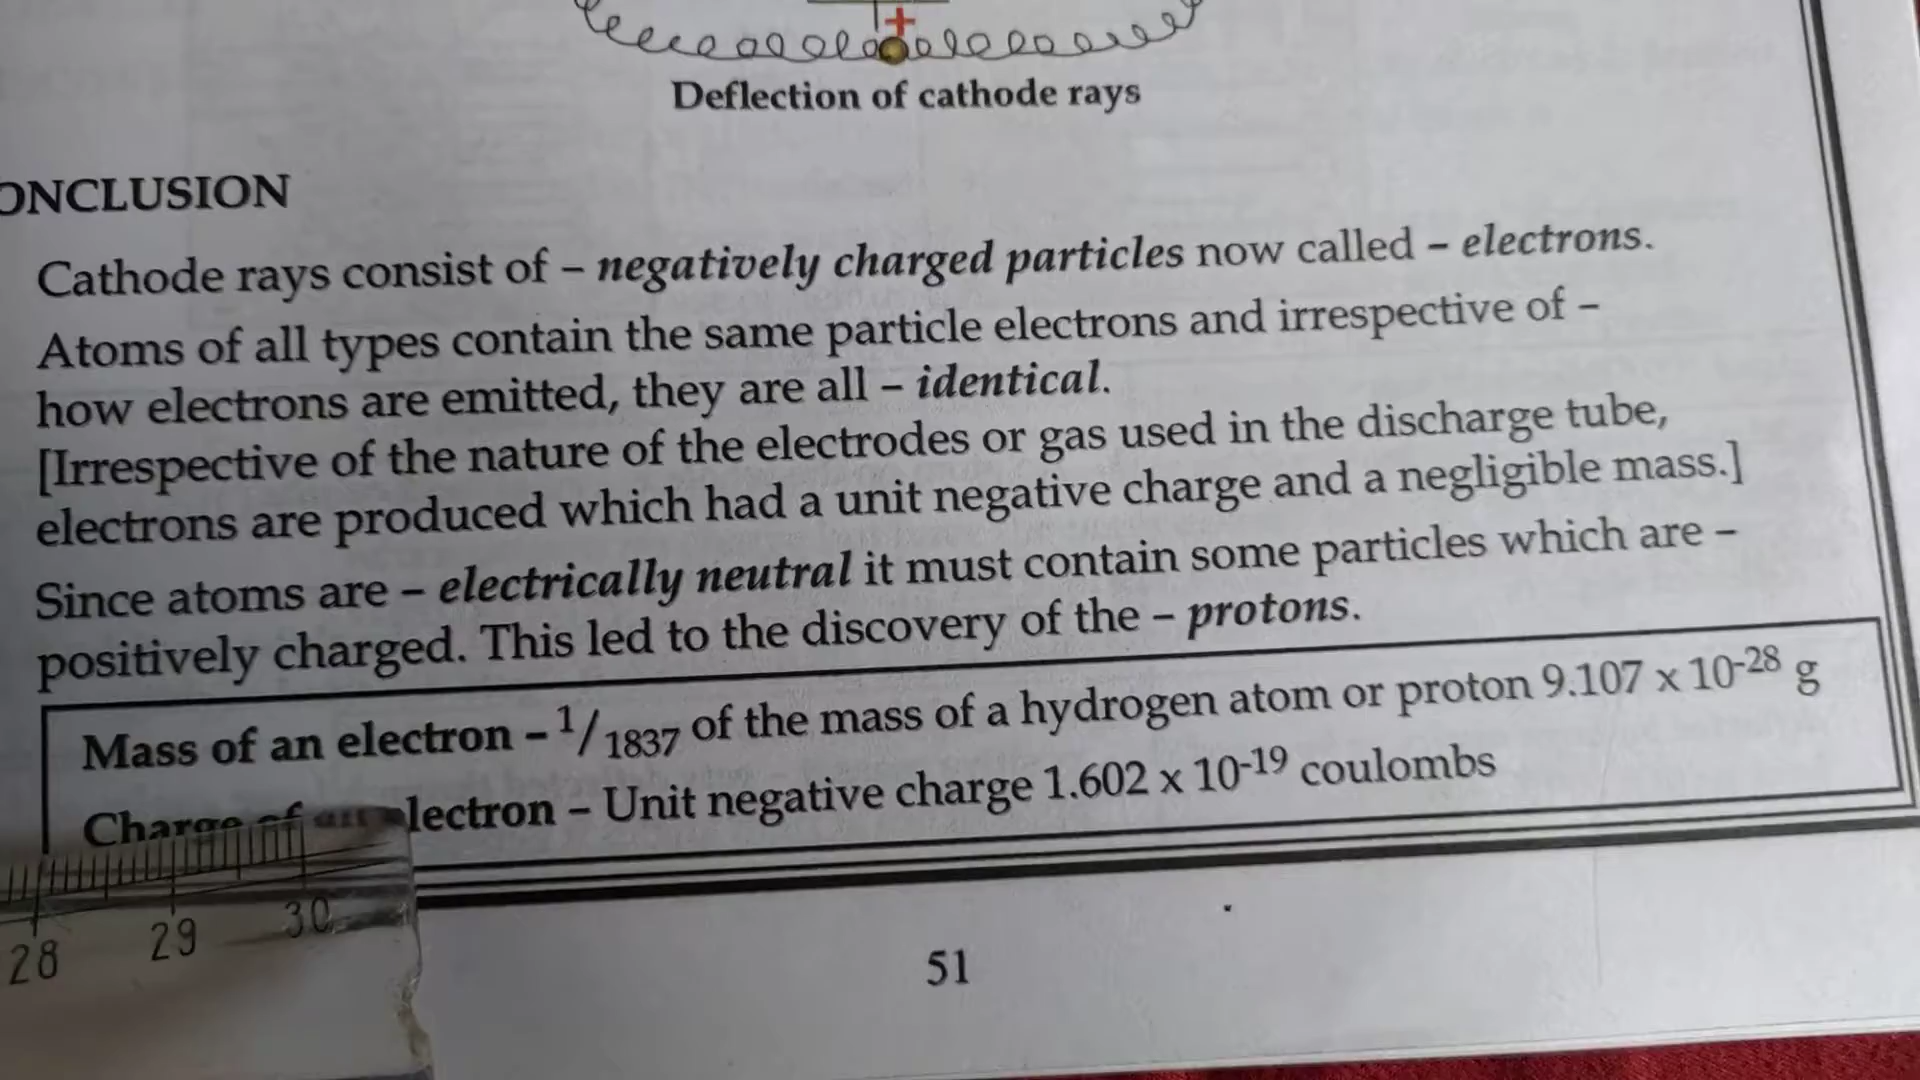 +
Deflection of cathode rays
ONCLUSION
Cathode rays consist of – negatively charged particles now called – electrons.
Atoms of all types contain the same particle electrons and irrespective of –
how electrons are emitted, they are all – identical.
[Irrespective of the nature of the electrodes or gas used in the discharge tube,
electrons are produced which had a unit negative charge and a negligible mass.]
Since atoms are – electrically neutral it must contain some particles which are –
positively charged. This led to the discovery of the – protons.
Mass of an electron – 1/1837 of the mass of a hydrogen atom or proton 9.107 x 10⁻²⁸ g
Charge of an electron – Unit negative charge 1.602 x 10⁻¹⁹ coulombs
28 29 30
51